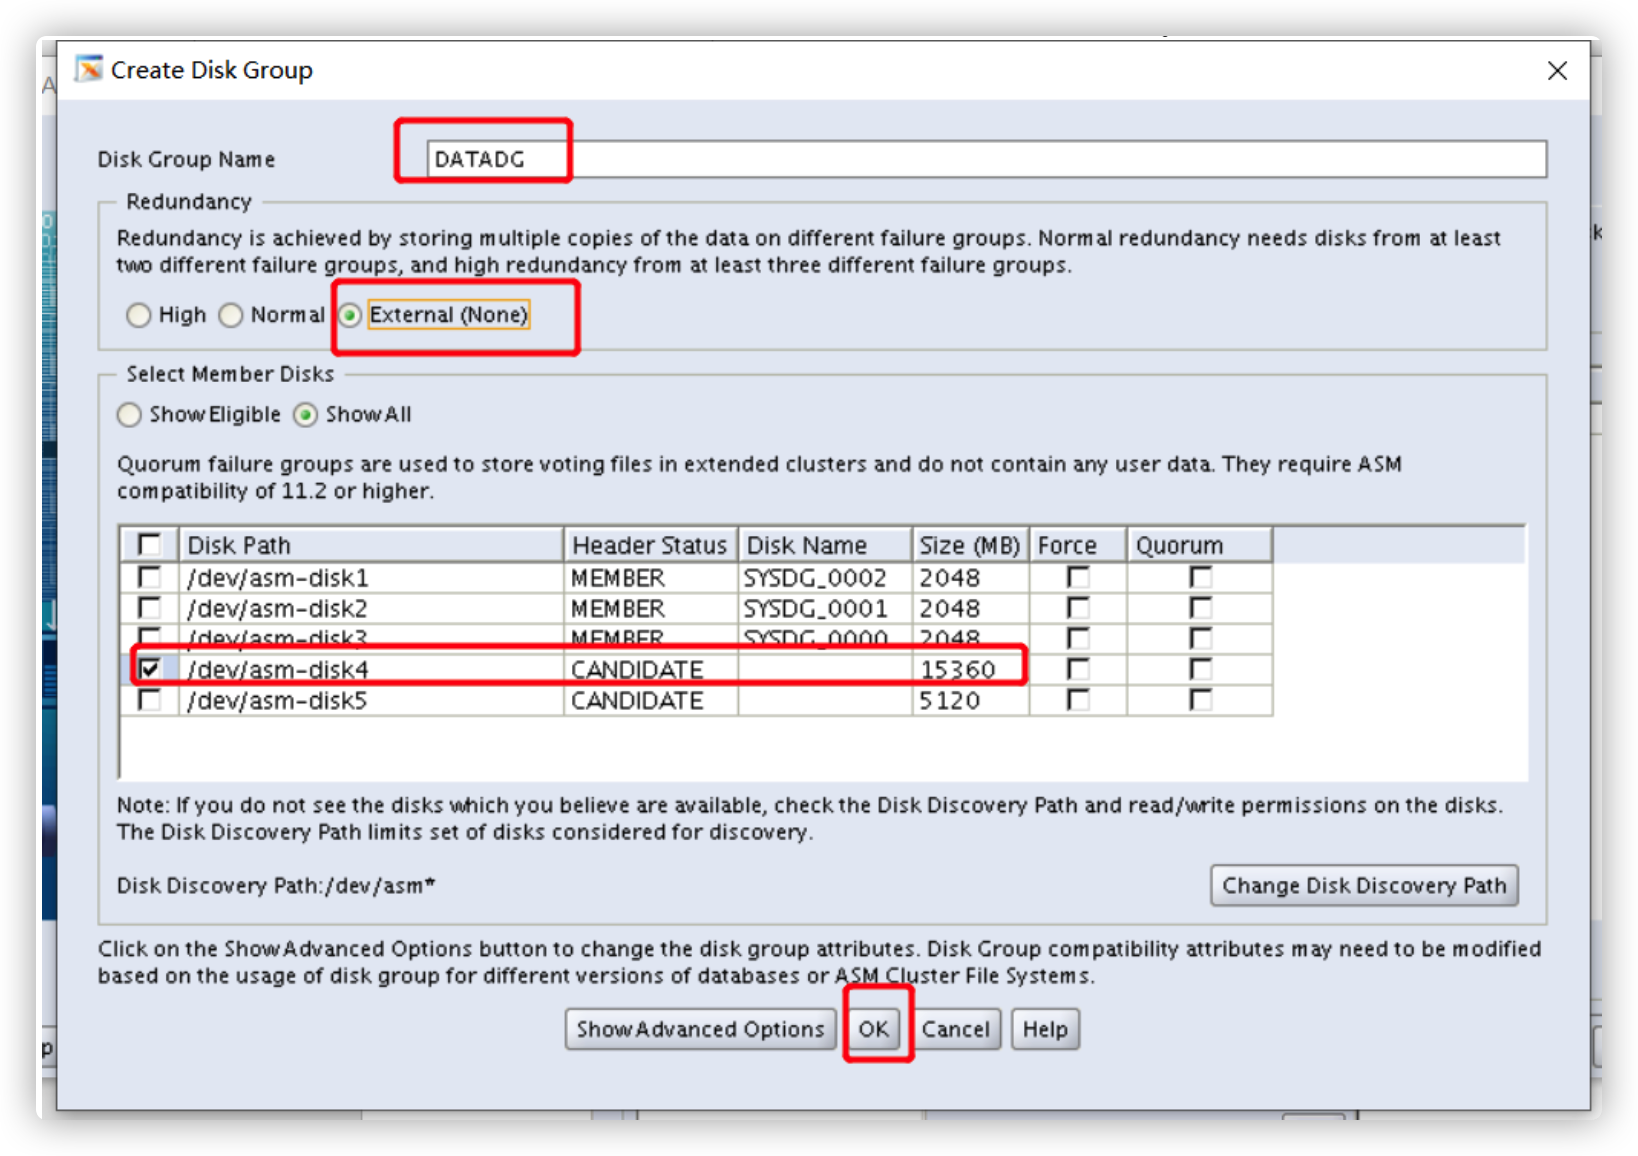 Create Disk Group
Disk Group Name
DATADG
Redundancy
Redundancy is achieved by storing multiple copies of the data on different failure groups. Normal redundancy needs disks from at least
two different failure groups, and high redundancy from at least three different failure groups.
High Normal External (None)
Select Member Disks
Show Eligible Show All
Quorum failure groups are used to store voting files in extended clusters and do not contain any user data. They require ASM
compatibility of 11.2 or higher.
Disk Path Header Status Disk Name Size (MB) Force Quorum
/dev/asm-disk1 MEMBER SYSDG_0002 2048
/dev/asm-disk2 MEMBER SYSDG_0001 2048
/dev/asm-disk3 MEMBER SYSDG_0000 2048
/dev/asm-disk4 CANDIDATE 15360
/dev/asm-disk5 CANDIDATE 5120
Note: If you do not see the disks which you believe are available, check the Disk Discovery Path and read/write permissions on the disks.
The Disk Discovery Path limits set of disks considered for discovery.
Disk Discovery Path:/dev/asm*
Change Disk Discovery Path
Click on the Show Advanced Options button to change the disk group attributes. Disk Group compatibility attributes may need to be modified
based on the usage of disk group for different versions of databases or ASM Cluster File Systems.
Show Advanced Options OK Cancel Help